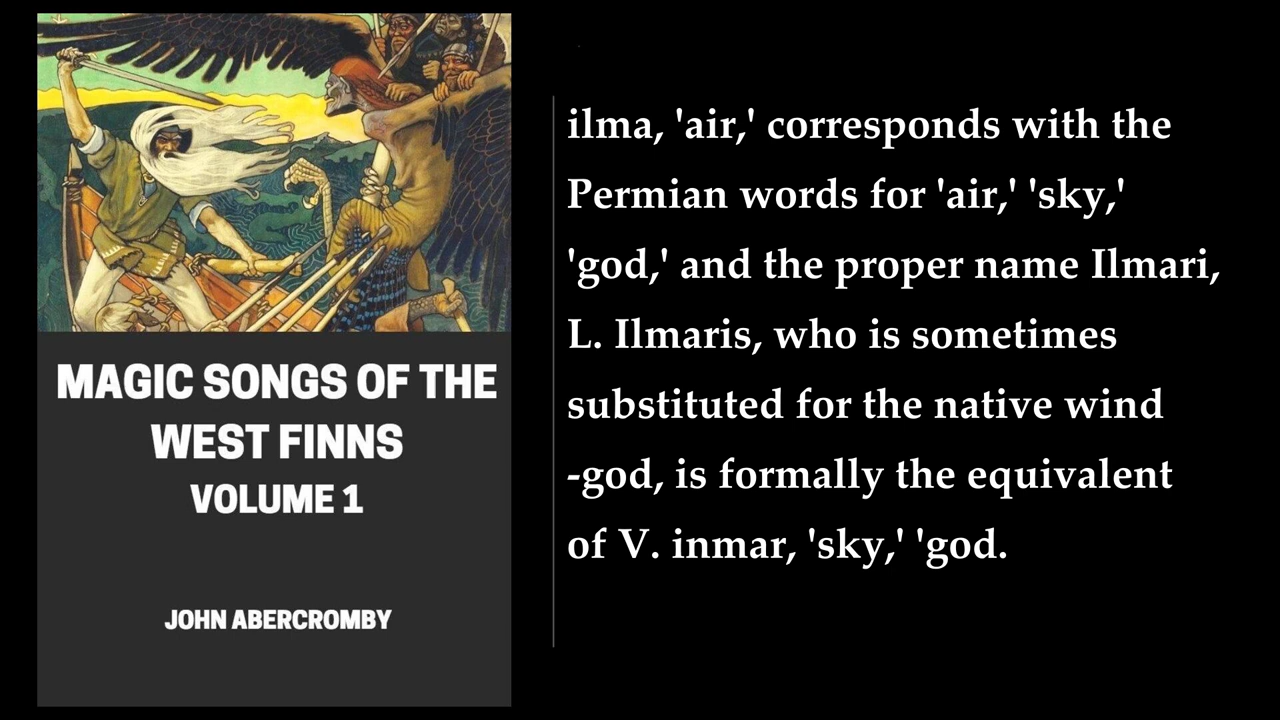 MAGIC SONGS OF THE
WEST FINNS
VOLUME 1
JOHN ABERCROMBY
ilma, 'air,' corresponds with the
Permian words for 'air,' 'sky,'
'god,' and the proper name Ilmari,
L. Ilmaris, who is sometimes
substituted for the native wind
-god, is formally the equivalent
of V. inmar, 'sky,' 'god.